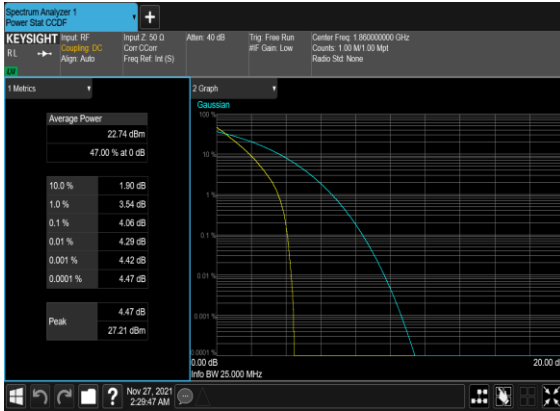 Spectrum Analyzer 1
Power Stat CCDF
+
KEYSIGHT
RL
Input: RF
Coupling: DC
Align: Auto
Input Z: 50 Ω
Corr CCorr
Freq Ref: Int (S)
Atten: 40 dB
Trig: Free Run
#IF Gain: Low
Center Freq: 1.860000000 GHz
Counts: 1.00 M/1.00 Mpt
Radio Std: None
1 Metrics
Average Power
22.74 dBm
47.00 % at 0 dB
10.0 % 1.90 dB
1.0 % 3.54 dB
0.1 % 4.06 dB
0.01 % 4.29 dB
0.001 % 4.42 dB
0.0001 % 4.47 dB
Peak
4.47 dB
27.21 dBm
2 Graph
Gaussian
100 %
10 %
1 %
0.1 %
0.01 %
0.001 %
0.0001 %
0.00 dB
20.00 d
Info BW 25.000 MHz
?
Nov 27, 2021
2:29:47 AM